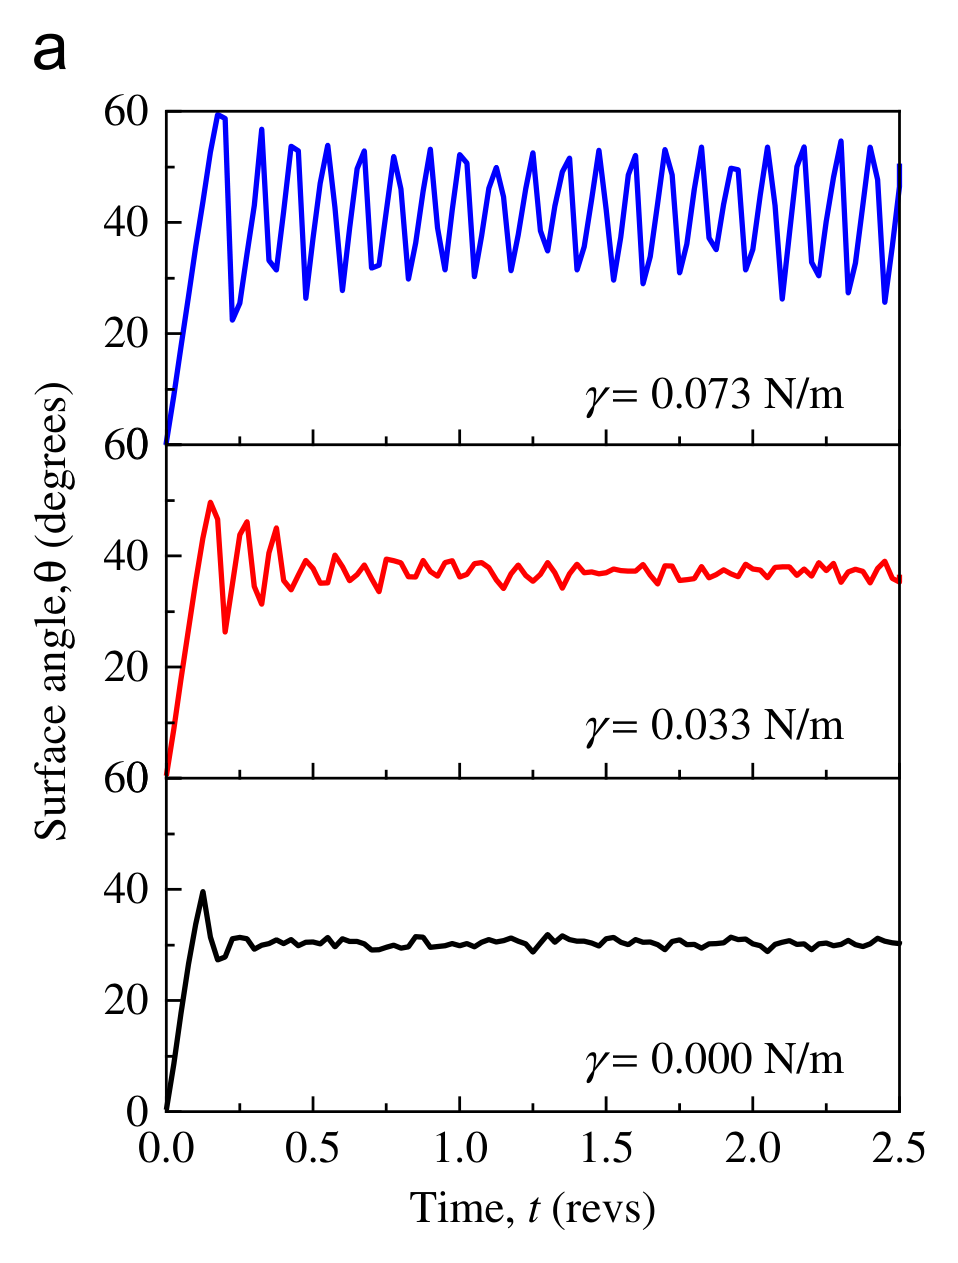 a
60
40
20
γ = 0.073 N/m
60
40
20
γ = 0.033 N/m
60
40
20
γ = 0.000 N/m
0
0.0 0.5 1.0 1.5 2.0 2.5
Time, t (revs)
Surface angle,θ (degrees)